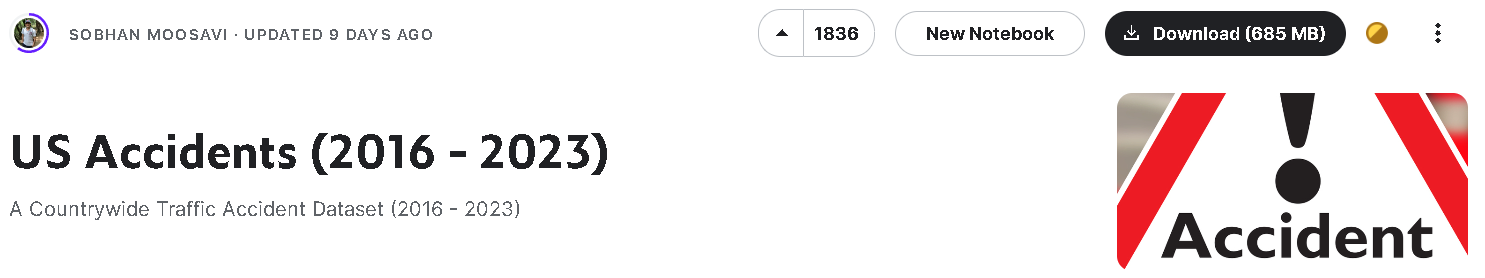 SOBHAN MOOSAVI · UPDATED 9 DAYS AGO
1836
New Notebook
Download (685 MB)
US Accidents (2016 - 2023)
A Countrywide Traffic Accident Dataset (2016 - 2023)
!
Accident